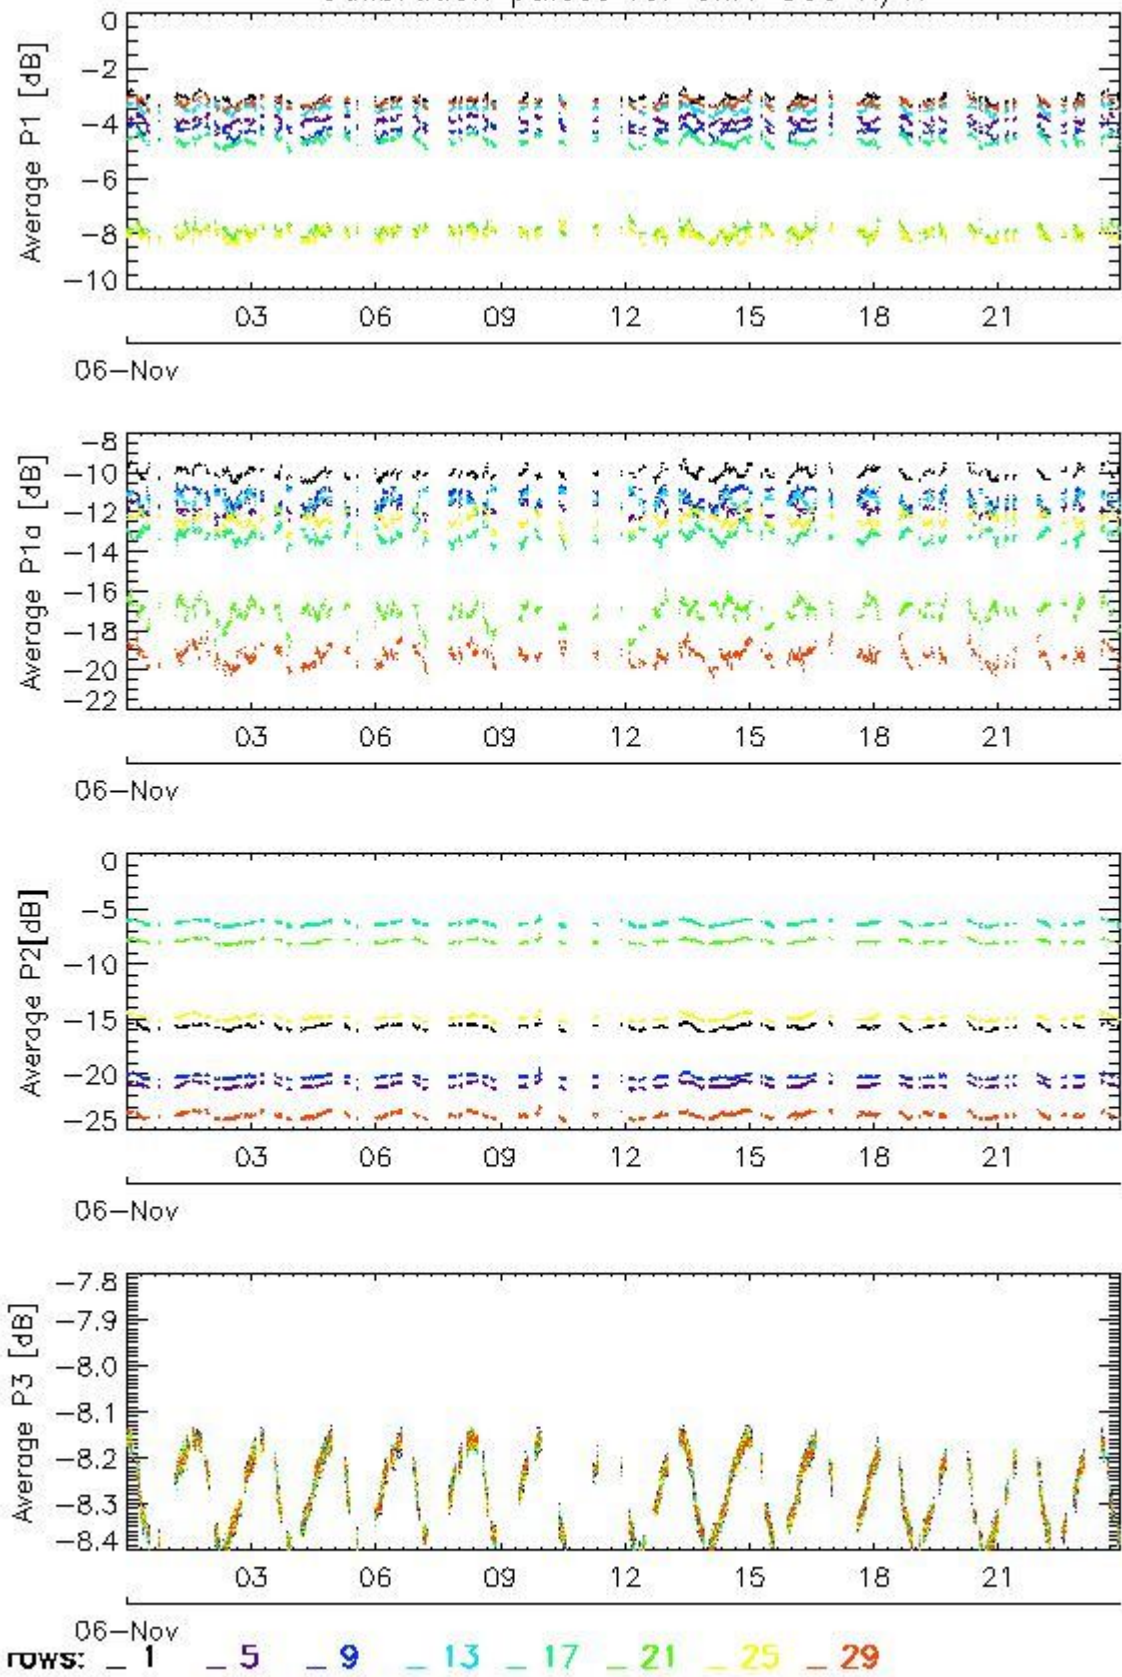 0
−2
−4
−6
−8
−10
Average P1 [dB]
03 06 09 12 15 18 21
06−Nov
−8
−10
−12
−14
−16
−18
−20
−22
Average P1a [dB]
03 06 09 12 15 18 21
06−Nov
0
−5
−10
−15
−20
−25
Average P2[dB]
03 06 09 12 15 18 21
06−Nov
−7.8
−7.9
−8.0
−8.1
−8.2
−8.3
−8.4
Average P3 [dB]
03 06 09 12 15 18 21
06−Nov
rows: _ 1 _ 5 _ 9 _ 13 _ 17 _ 21 _ 25 _ 29